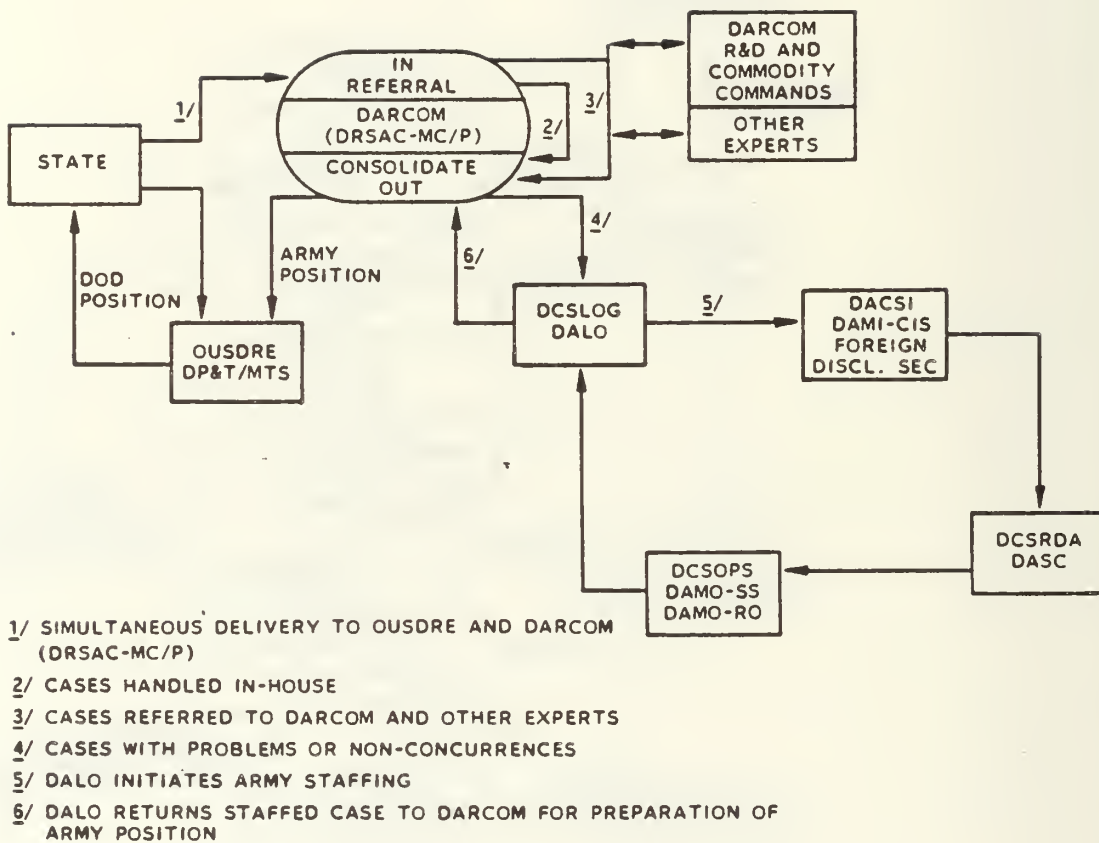 DARCOM
R&D AND
COMMODITY
COMMANDS
OTHER
EXPERTS
IN
REFERRAL
DARCOM
(DRSAC-MC/P)
CONSOLIDATE
OUT
1/
2/
3/
STATE
4/
6/
ARMY
POSITION
DOD
POSITION
OUSDRE
DP&T/MTS
DCSLOG
DALO
5/
DACSI
DAMI-CIS
FOREIGN
DISCL. SEC
DCSRDA
DASC
DCSOPS
DAMO-SS
DAMO-RO
1/ SIMULTANEOUS DELIVERY TO OUSDRE AND DARCOM
(DRSAC-MC/P)
2/ CASES HANDLED IN-HOUSE
3/ CASES REFERRED TO DARCOM AND OTHER EXPERTS
4/ CASES WITH PROBLEMS OR NON-CONCURRENCES
5/ DALO INITIATES ARMY STAFFING
6/ DALO RETURNS STAFFED CASE TO DARCOM FOR PREPARATION OF
ARMY POSITION